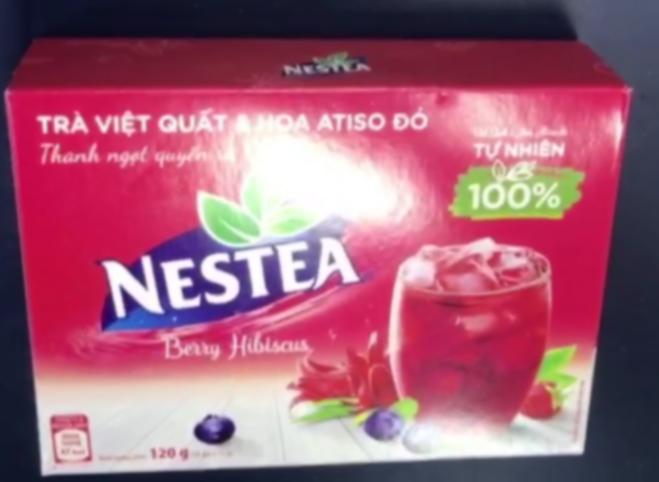 NESTEA
TRÀ VIỆT QUẤT & HOA ATISO ĐỎ
Thanh ngọt quyến
TỰ NHIÊN
100%
NESTEA
Berry Hibiscus
120 g